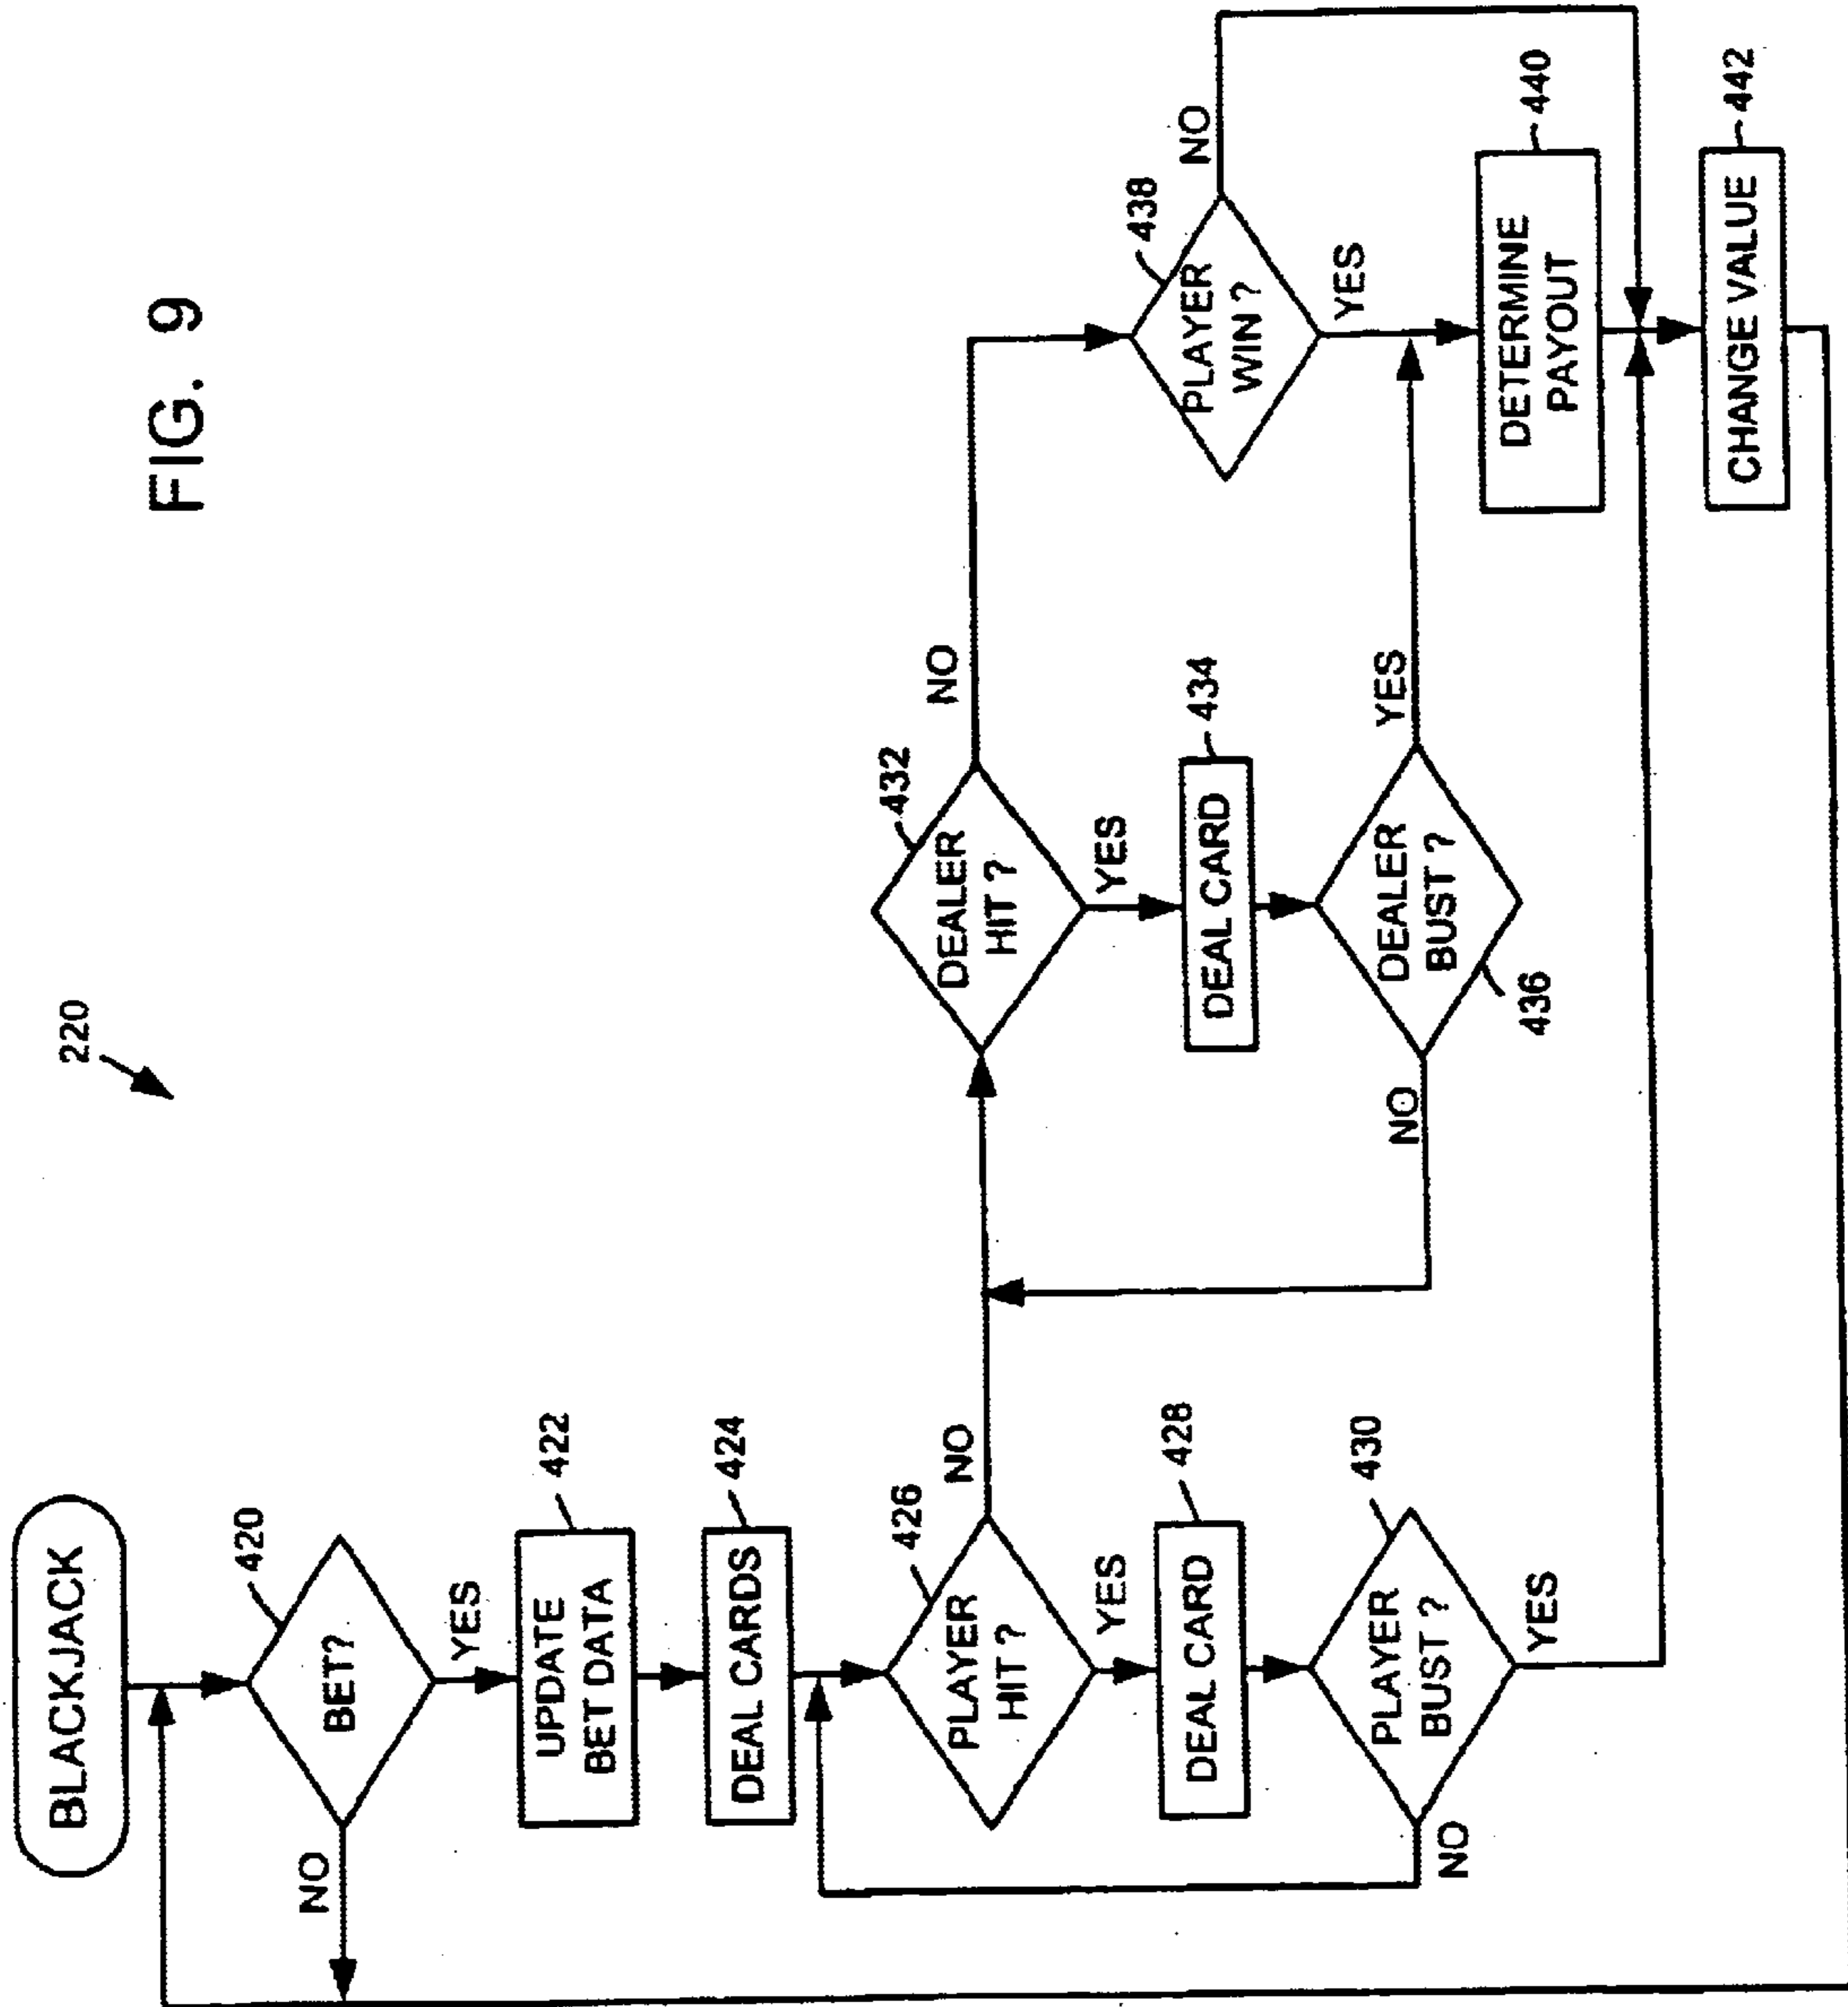 FIG. 9
220
BLACKJACK
420
BET?
NO
YES
422
UPDATE
BET DATA
424
DEAL CARDS
426
PLAYER
HIT ?
NO
YES
428
DEAL CARD
430
PLAYER
BUST ?
NO
YES
432
DEALER
HIT ?
NO
YES
434
DEAL CARD
DEALER
BUST ?
436
NO
YES
438
PLAYER
WIN ?
NO
YES
440
DETERMINE
PAYOUT
442
CHANGE VALUE